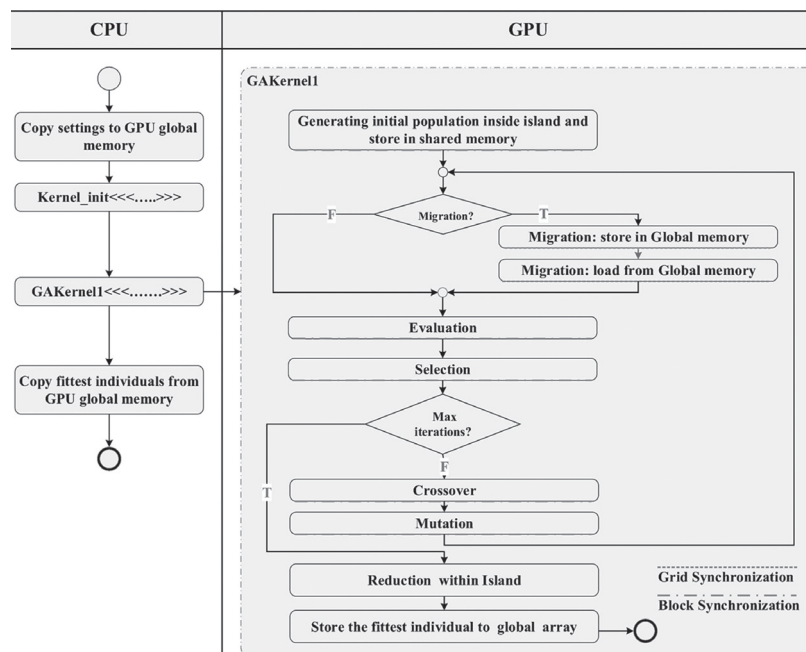 CPU
GPU
Copy settings to GPU global
memory
Kernel_init<<<.....>>>
GAKernel1<<<.......>>>
Copy fittest individuals from
GPU global memory
GAKernel1
Generating initial population inside island and
store in shared memory
Migration?
F
T
Migration: store in Global memory
Migration: load from Global memory
Evaluation
Selection
Max
iterations?
F
T
Crossover
Mutation
Reduction within Island
Store the fittest individual to global array
Grid Synchronization
Block Synchronization